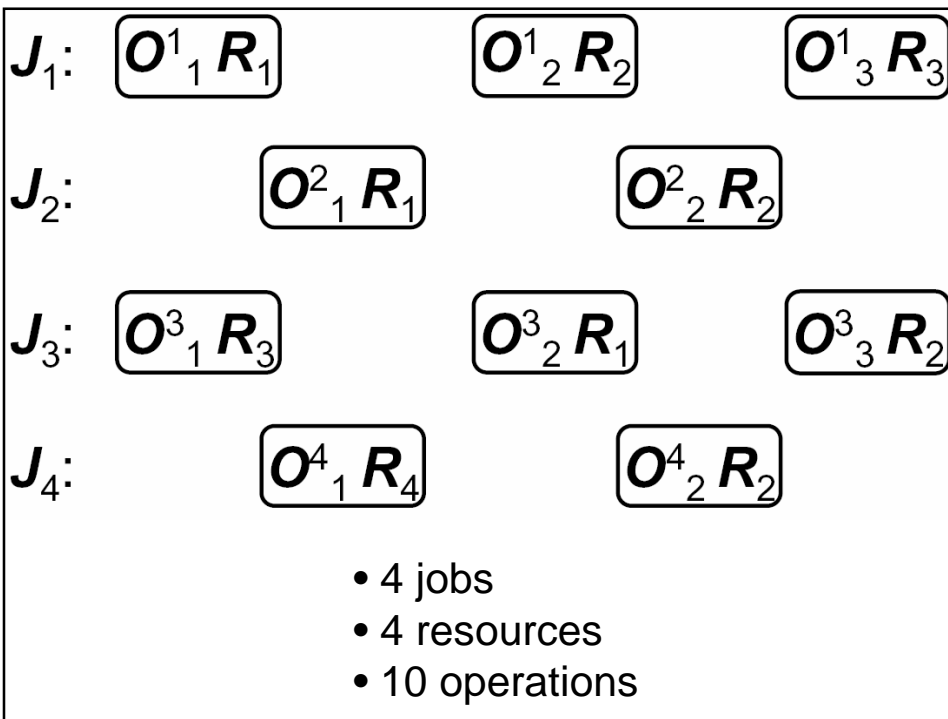 J₁: O¹₁ R₁ O¹₂ R₂ O¹₃ R₃
J₂: O²₁ R₁ O²₂ R₂
J₃: O³₁ R₃ O³₂ R₁ O³₃ R₂
J₄: O⁴₁ R₄ O⁴₂ R₂
• 4 jobs
• 4 resources
• 10 operations